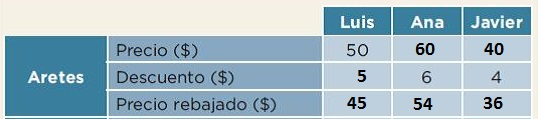 Luis Ana Javier
Precio ($) 50 60 40
Aretes Descuento ($) 5 6 4
Precio rebajado ($) 45 54 36